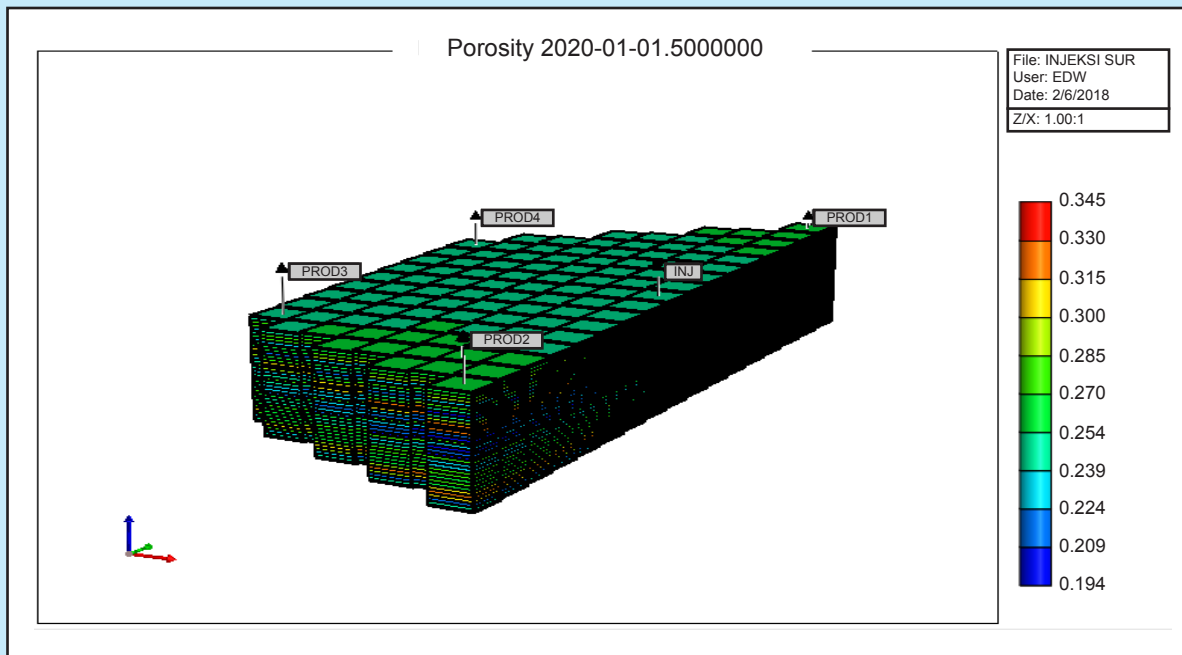 Porosity 2020-01-01.5000000
File: INJEKSI SUR
User: EDW
Date: 2/6/2018
Z/X: 1.00:1
PROD4
PROD1
PROD3
INJ
PROD2
0.345
0.330
0.315
0.300
0.285
0.270
0.254
0.239
0.224
0.209
0.194